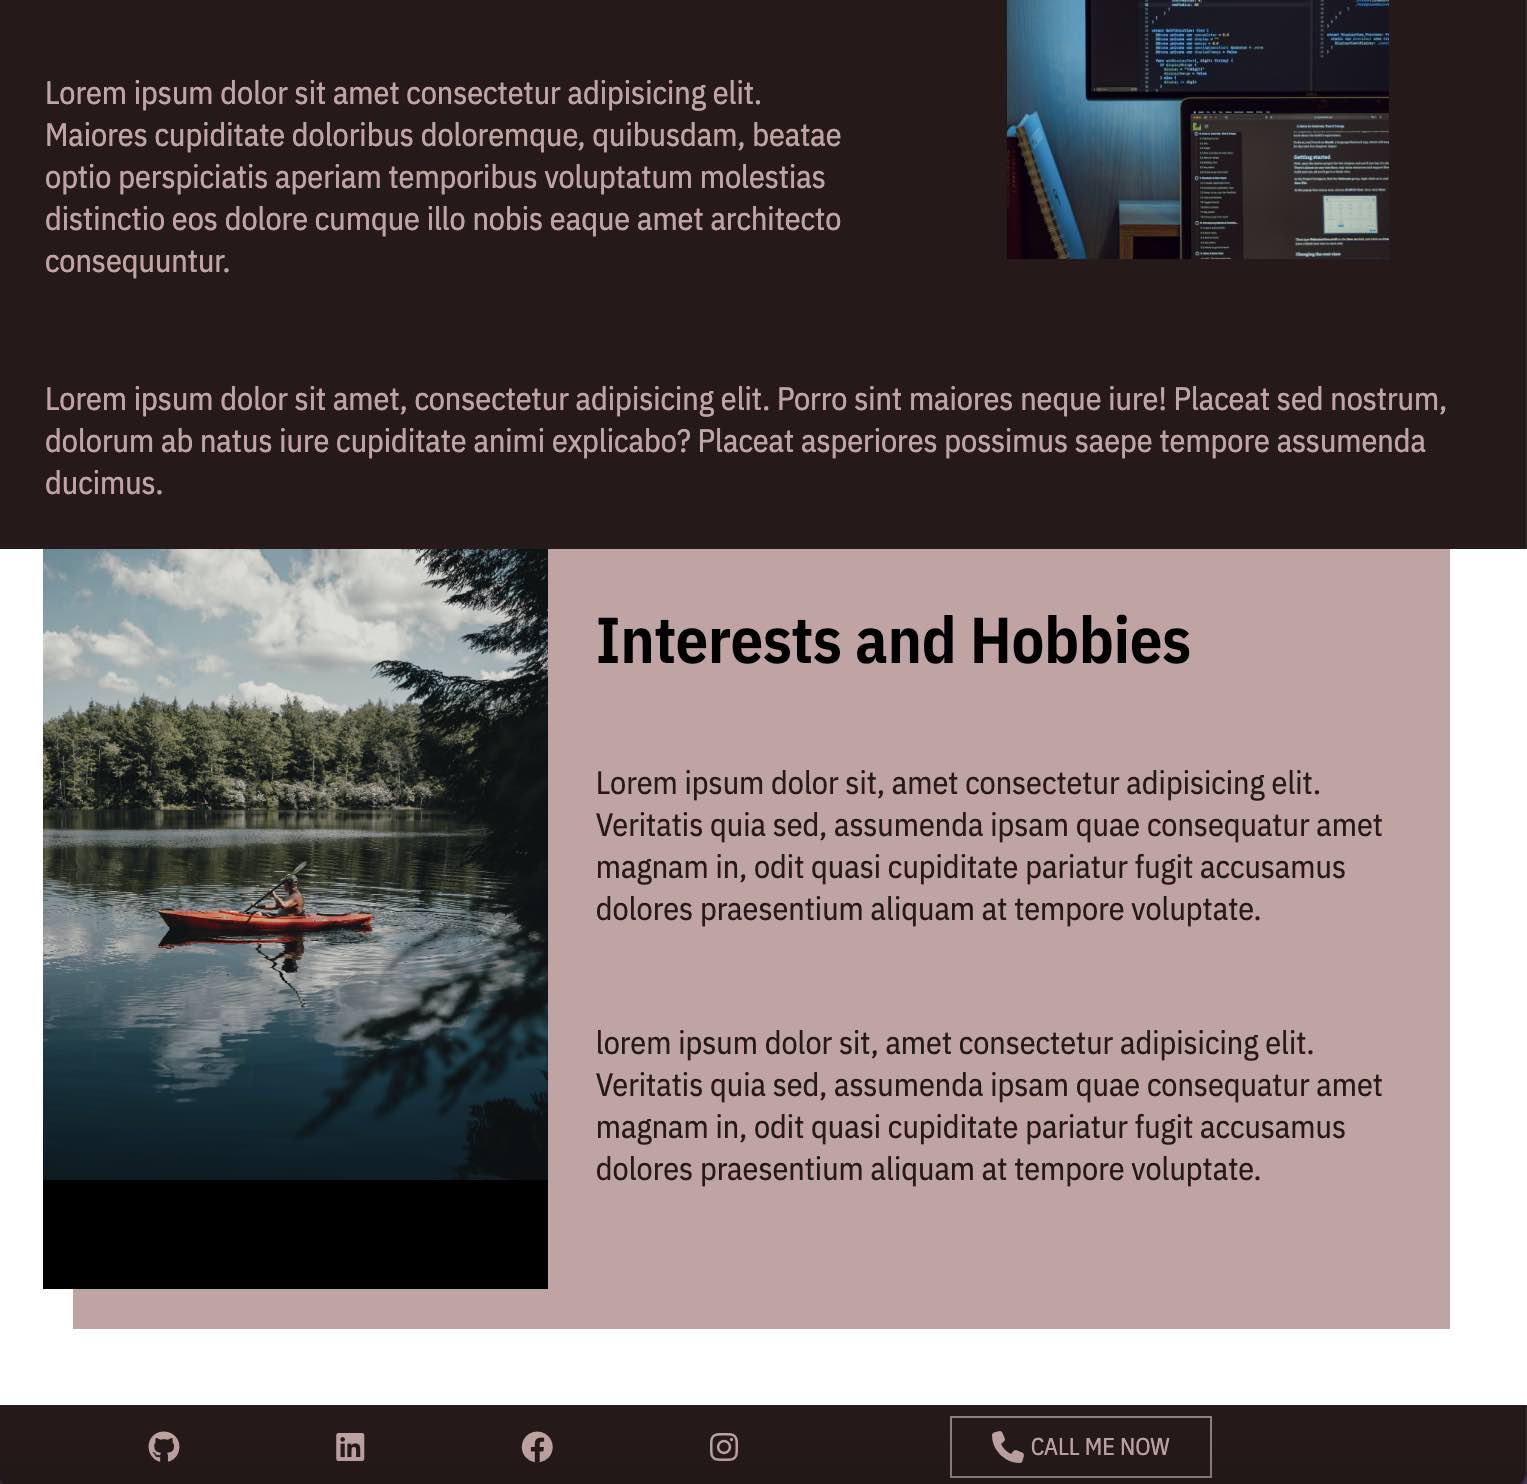 Lorem ipsum dolor sit amet consectetur adipisicing elit.
Maiores cupiditate doloribus doloremque, quibusdam, beatae
optio perspiciatis aperiam temporibus voluptatum molestias
distinctio eos dolore cumque illo nobis eaque amet architecto
consequuntur.
Getting started
Changing the root view
Lorem ipsum dolor sit amet, consectetur adipisicing elit. Porro sint maiores neque iure! Placeat sed nostrum,
dolorum ab natus iure cupiditate animi explicabo? Placeat asperiores possimus saepe tempore assumenda
ducimus.
Interests and Hobbies
Lorem ipsum dolor sit, amet consectetur adipisicing elit.
Veritatis quia sed, assumenda ipsam quae consequatur amet
magnam in, odit quasi cupiditate pariatur fugit accusamus
dolores praesentium aliquam at tempore voluptate.
lorem ipsum dolor sit, amet consectetur adipisicing elit.
Veritatis quia sed, assumenda ipsam quae consequatur amet
magnam in, odit quasi cupiditate pariatur fugit accusamus
dolores praesentium aliquam at tempore voluptate.
CALL ME NOW